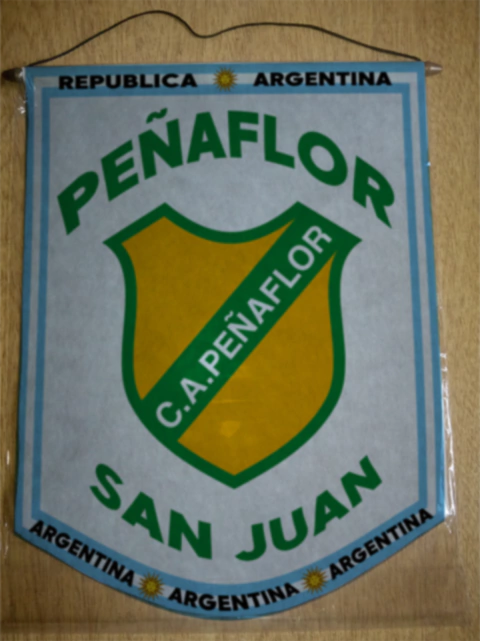 REPUBLICA ARGENTINA
PEÑAFLOR
C.A.PEÑAFLOR
SAN JUAN
ARGENTINA ARGENTINA ARGENTINA